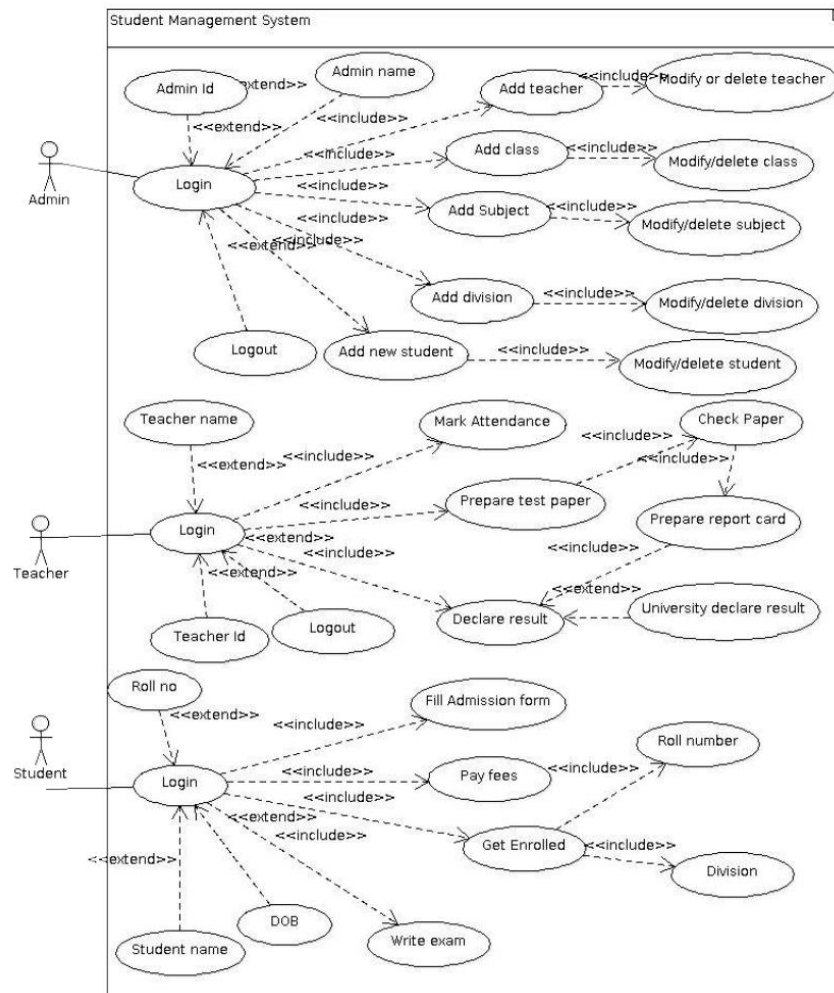 Student Management System
Admin name
<<extend>>
Admin Id
Add teacher
<<include>>
Modify or delete teacher
<<extend>>
<<include>>
Add class
<<include>>
Modify/delete class
Admin
Login
<<include>>
<<include>>
Add Subject
<<include>>
Modify/delete subject
<<include>>
<<extend>>
Add division
<<include>>
Modify/delete division
Logout
Add new student
<<include>>
Modify/delete student
Teacher name
Mark Attendance
Check Paper
<<extend>>
<<include>>
<<include>>
<<include>>
<<include>>
Prepare test paper
Prepare report card
Teacher
Login
<<extend>>
<<include>>
<<include>>
<<extend>>
<<extend>>
Teacher Id
Logout
Declare result
University declare result
Roll no
Fill Admission form
<<extend>>
<<include>>
Roll number
Student
Login
<<include>>
Pay fees
<<include>>
<<include>>
<<extend>>
<<include>>
Get Enrolled
<<include>>
<<extend>>
Division
DOB
Student name
Write exam